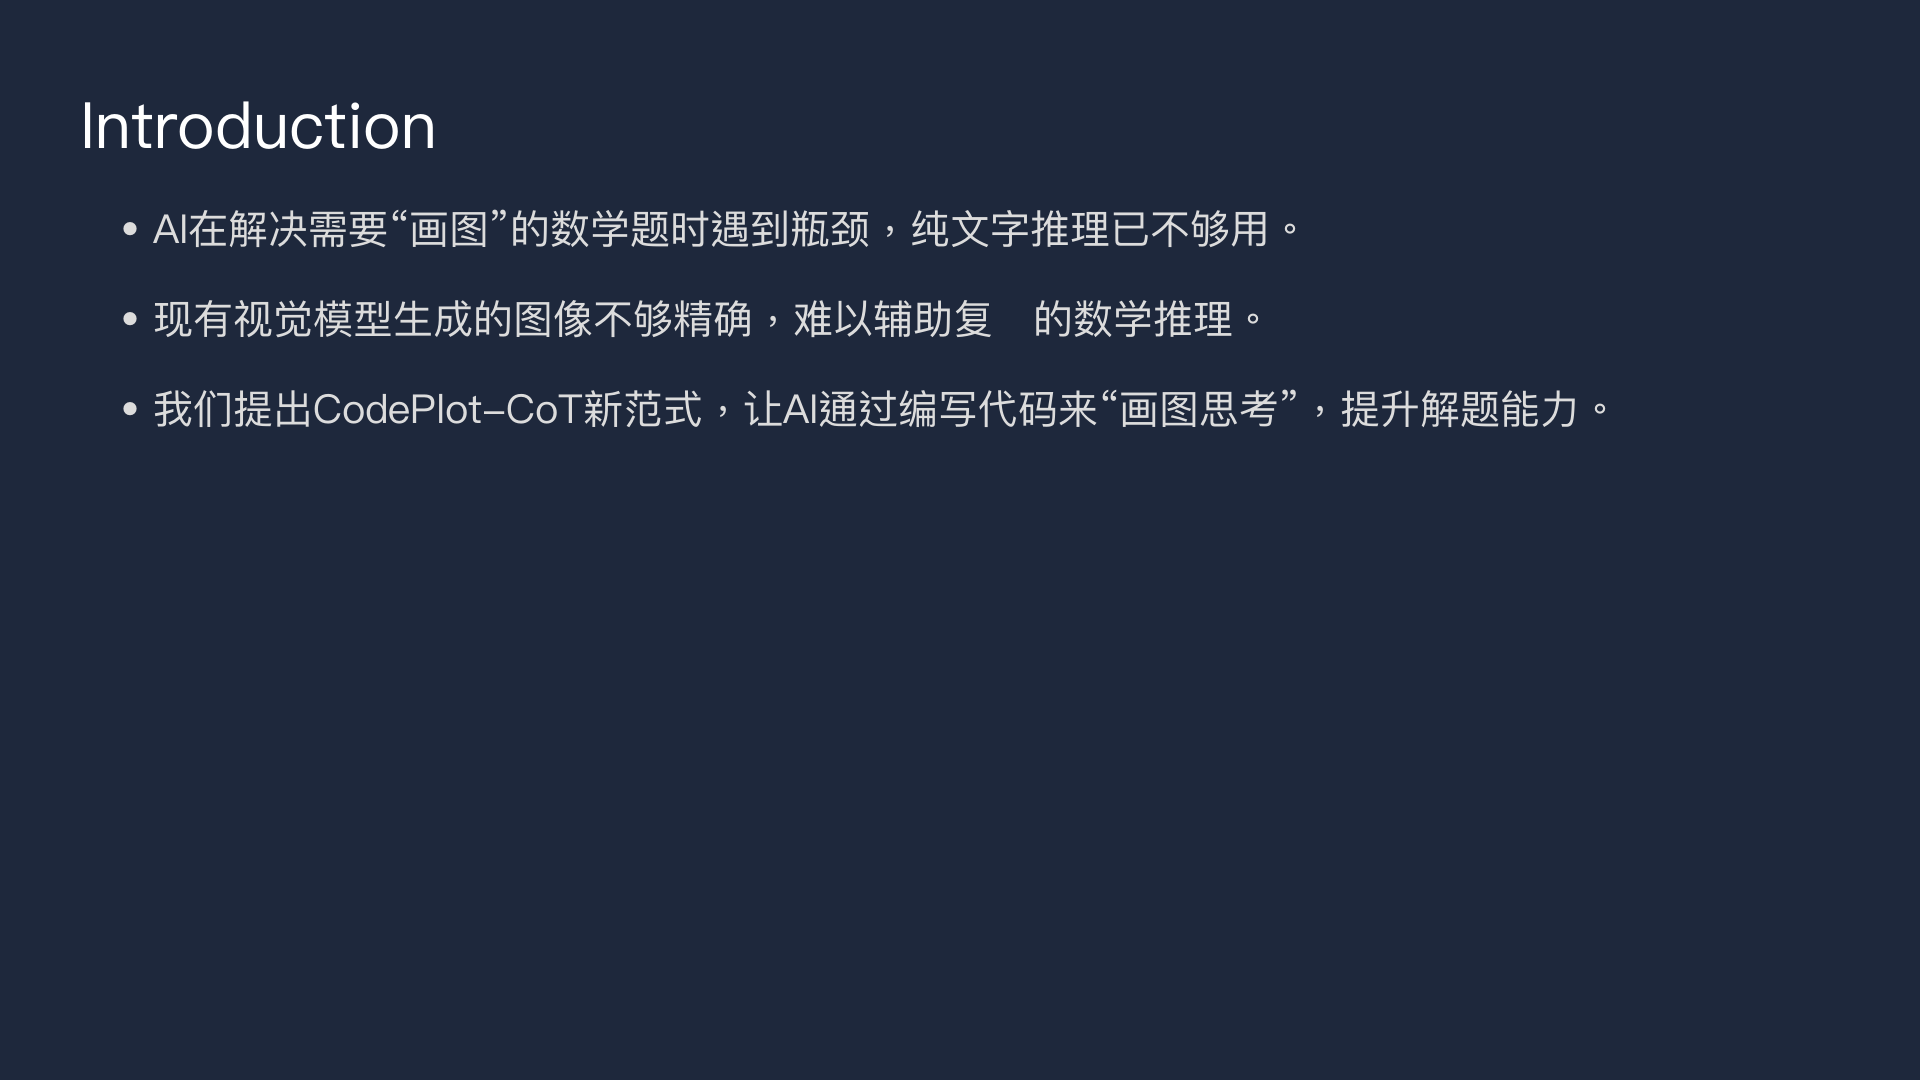 Introduction
• AI在解决需要“画图”的数学题时遇到瓶颈，纯文字推理已不够用。
• 现有视觉模型生成的图像不够精确，难以辅助复　的数学推理。
• 我们提出CodePlot-CoT新范式，让AI通过编写代码来“画图思考”，提升解题能力。